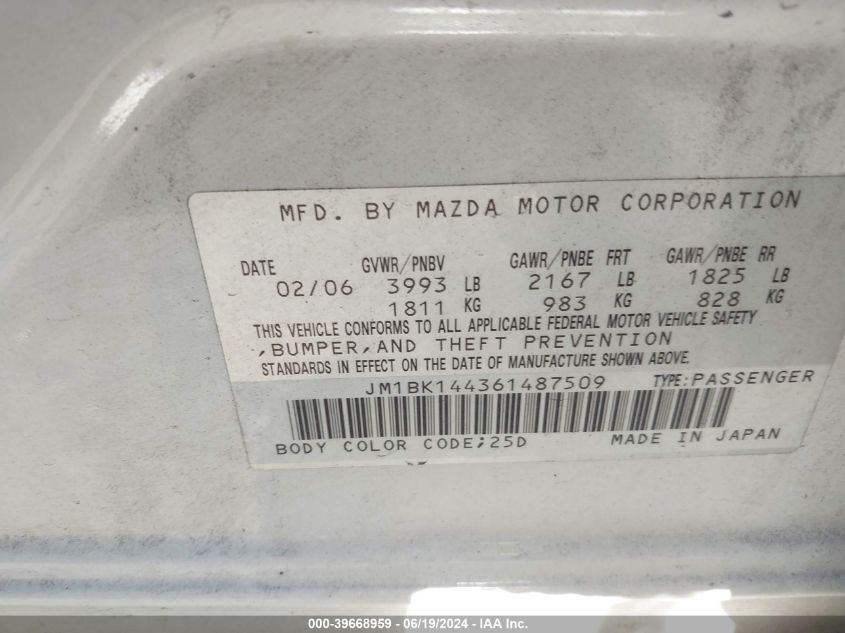 MFD. BY MAZDA MOTOR CORPORATION
DATE GVWR/PNBV GAWR/PNBE FRT GAWR/PNBE RR
02/06 3993 LB 2167 LB 1825 LB
1811 KG 983 KG 828 KG
THIS VEHICLE CONFORMS TO ALL APPLICABLE FEDERAL MOTOR VEHICLE SAFETY
,BUMPER,AND THEFT PREVENTION
STANDARDS IN EFFECT ON THE DATE OF MANUFACTURE SHOWN ABOVE.
JM1BK144361487509 TYPE:PASSENGER
BODY COLOR CODE;25D MADE IN JAPAN
000-39668959 - 06/19/2024 - IAA Inc.